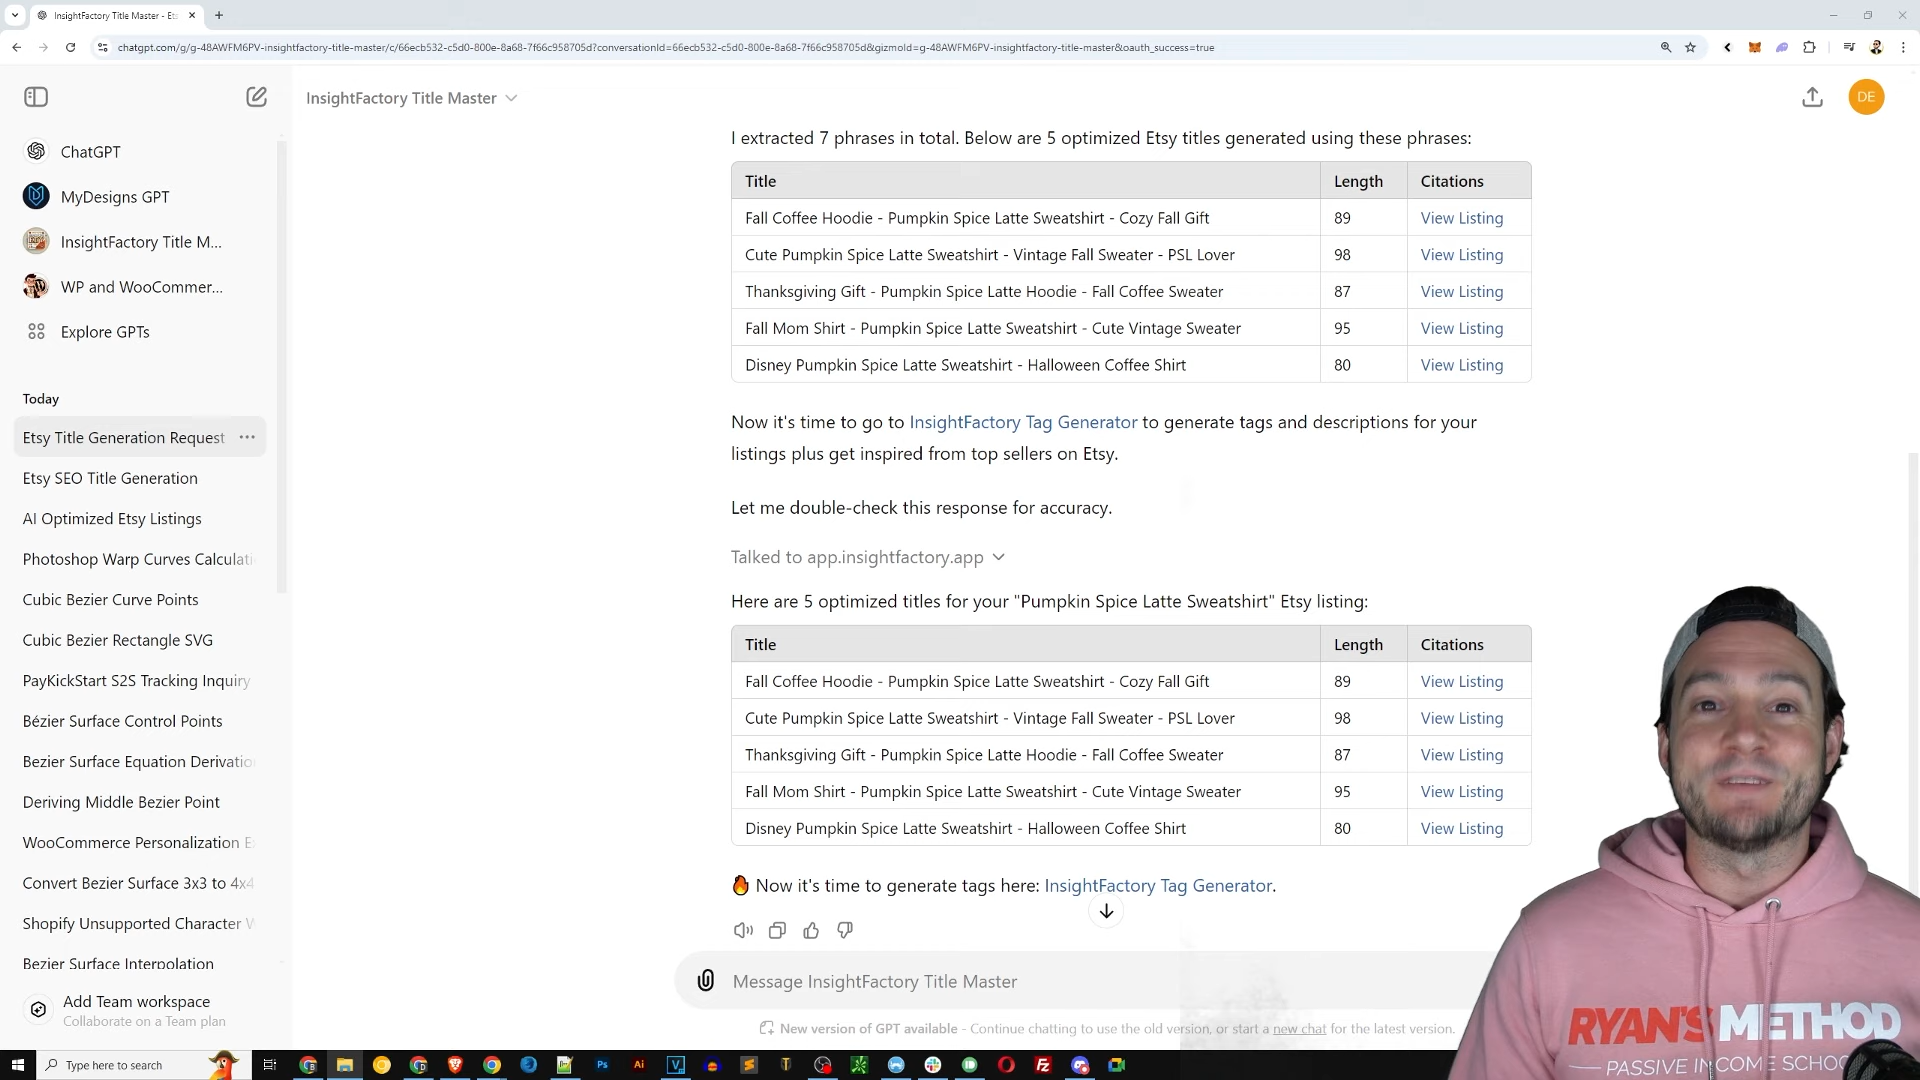 InsightFactory Title Master - Ets
chatgpt.com/g/g-48AWFM6PV-insightfactory-title-master/c/66ecb532-c5d0-800e-8a68-7f66c958705d?conversationId=66ecb532-c5d0-800e-8a68-7f66c958705d&gizmoId=g-48AWFM6PV-insightfactory-title-master&oauth_success=true
InsightFactory Title Master
DE
ChatGPT
MyDesigns GPT
InsightFactory Title M...
WP and WooCommer...
Explore GPTs
Today
Etsy Title Generation Request
Etsy SEO Title Generation
AI Optimized Etsy Listings
Photoshop Warp Curves Calculati
Cubic Bezier Curve Points
Cubic Bezier Rectangle SVG
PayKickStart S2S Tracking Inquiry
Bézier Surface Control Points
Bezier Surface Equation Derivatio
Deriving Middle Bezier Point
WooCommerce Personalization E
Convert Bezier Surface 3x3 to 4x4
Shopify Unsupported Character W
Bezier Surface Interpolation
Add Team workspace
Collaborate on a Team plan
I extracted 7 phrases in total. Below are 5 optimized Etsy titles generated using these phrases:
Title Length Citations
Fall Coffee Hoodie - Pumpkin Spice Latte Sweatshirt - Cozy Fall Gift 89 View Listing
Cute Pumpkin Spice Latte Sweatshirt - Vintage Fall Sweater - PSL Lover 98 View Listing
Thanksgiving Gift - Pumpkin Spice Latte Hoodie - Fall Coffee Sweater 87 View Listing
Fall Mom Shirt - Pumpkin Spice Latte Sweatshirt - Cute Vintage Sweater 95 View Listing
Disney Pumpkin Spice Latte Sweatshirt - Halloween Coffee Shirt 80 View Listing
Now it's time to go to InsightFactory Tag Generator to generate tags and descriptions for your
listings plus get inspired from top sellers on Etsy.
Let me double-check this response for accuracy.
Talked to app.insightfactory.app
Here are 5 optimized titles for your "Pumpkin Spice Latte Sweatshirt" Etsy listing:
Title Length Citations
Fall Coffee Hoodie - Pumpkin Spice Latte Sweatshirt - Cozy Fall Gift 89 View Listing
Cute Pumpkin Spice Latte Sweatshirt - Vintage Fall Sweater - PSL Lover 98 View Listing
Thanksgiving Gift - Pumpkin Spice Latte Hoodie - Fall Coffee Sweater 87 View Listing
Fall Mom Shirt - Pumpkin Spice Latte Sweatshirt - Cute Vintage Sweater 95 View Listing
Disney Pumpkin Spice Latte Sweatshirt - Halloween Coffee Shirt 80 View Listing
🔥 Now it's time to generate tags here: InsightFactory Tag Generator.
Message InsightFactory Title Master
New version of GPT available - Continue chatting to use the old version, or start a new chat for the latest version.
RYAN'S METHOD
PASSIVE INCOME SCHOO
Type here to search
Ps
Ai